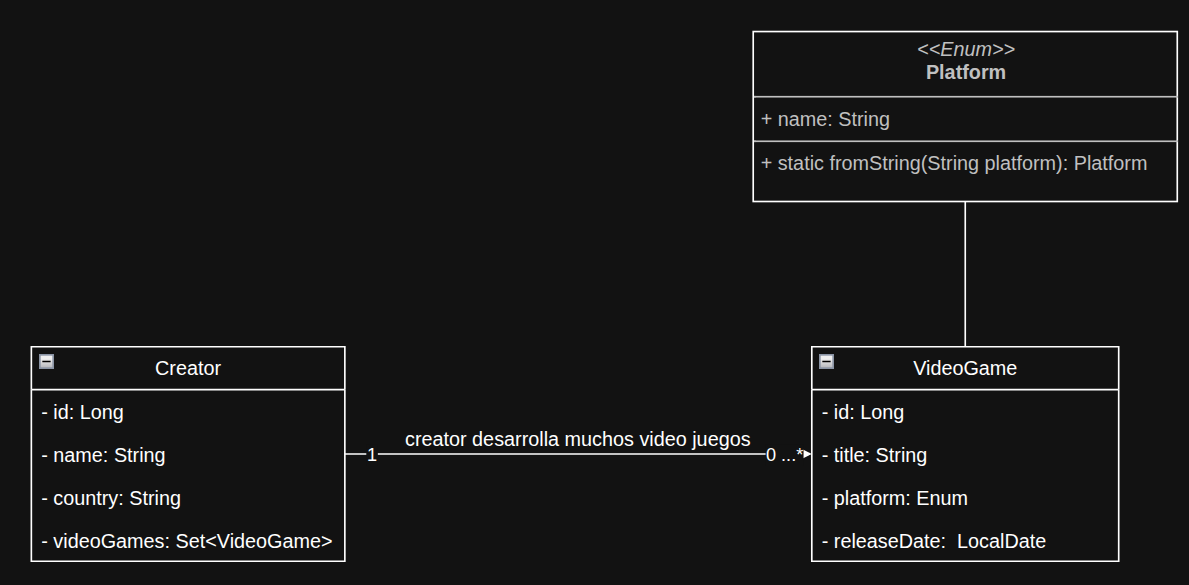 <<Enum>>
Platform
+ name: String
+ static fromString(String platform): Platform
Creator
- id: Long
- name: String
- country: String
- videoGames: Set<VideoGame>
creator desarrolla muchos video juegos
1
0 ...*
VideoGame
- id: Long
- title: String
- platform: Enum
- releaseDate:  LocalDate